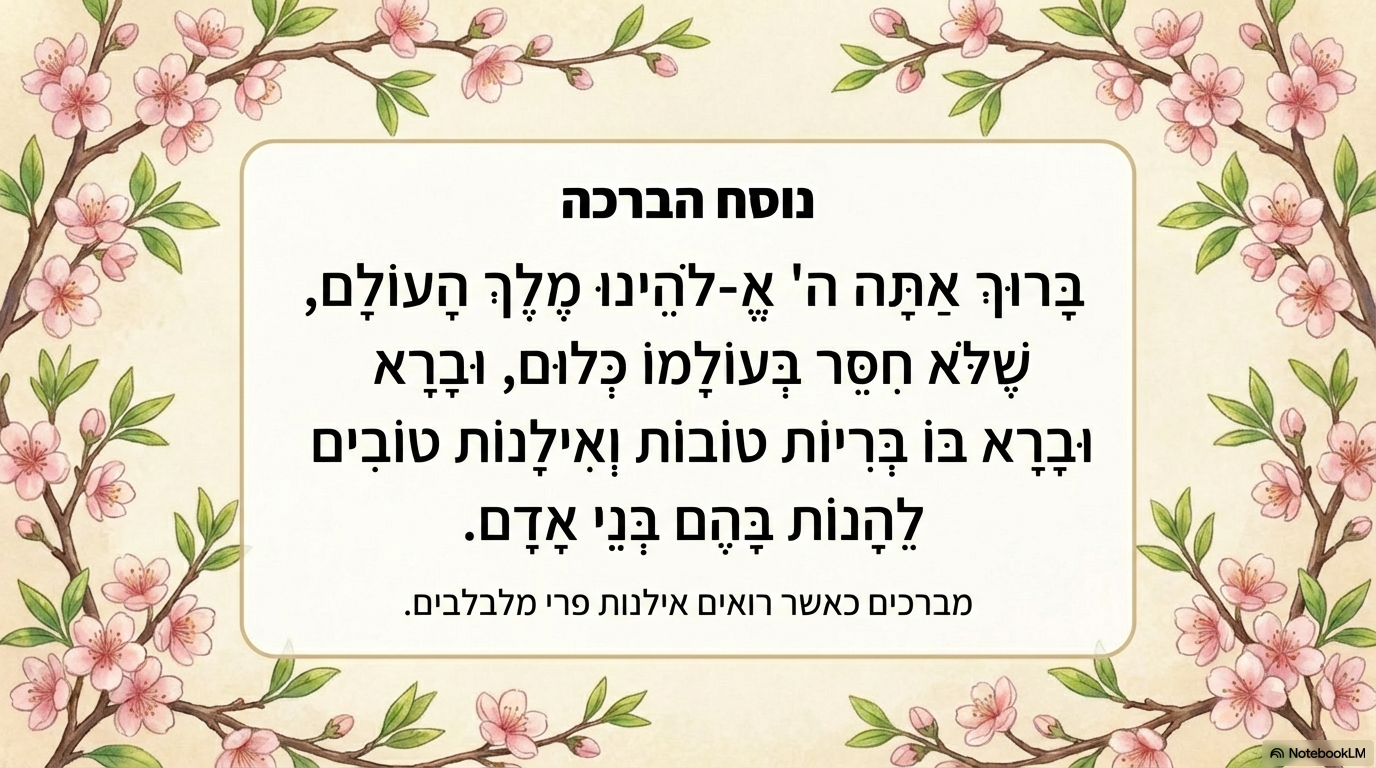 נוסח הברכה
בָּרוּךְ אַתָּה ה' אֱ-לֹהֵינוּ מֶלֶךְ הָעוֹלָם,
שֶׁלֹּא חִסֵּר בְּעוֹלָמוֹ כְּלוּם, וּבָרָא
וּבָרָא בּוֹ בְּרִיוֹת טוֹבוֹת וְאִילָנוֹת טוֹבִים
לֵהָנוֹת בָּהֶם בְּנֵי אָדָם.
מברכים כאשר רואים אילנות פרי מלבלבים.
NotebookLM